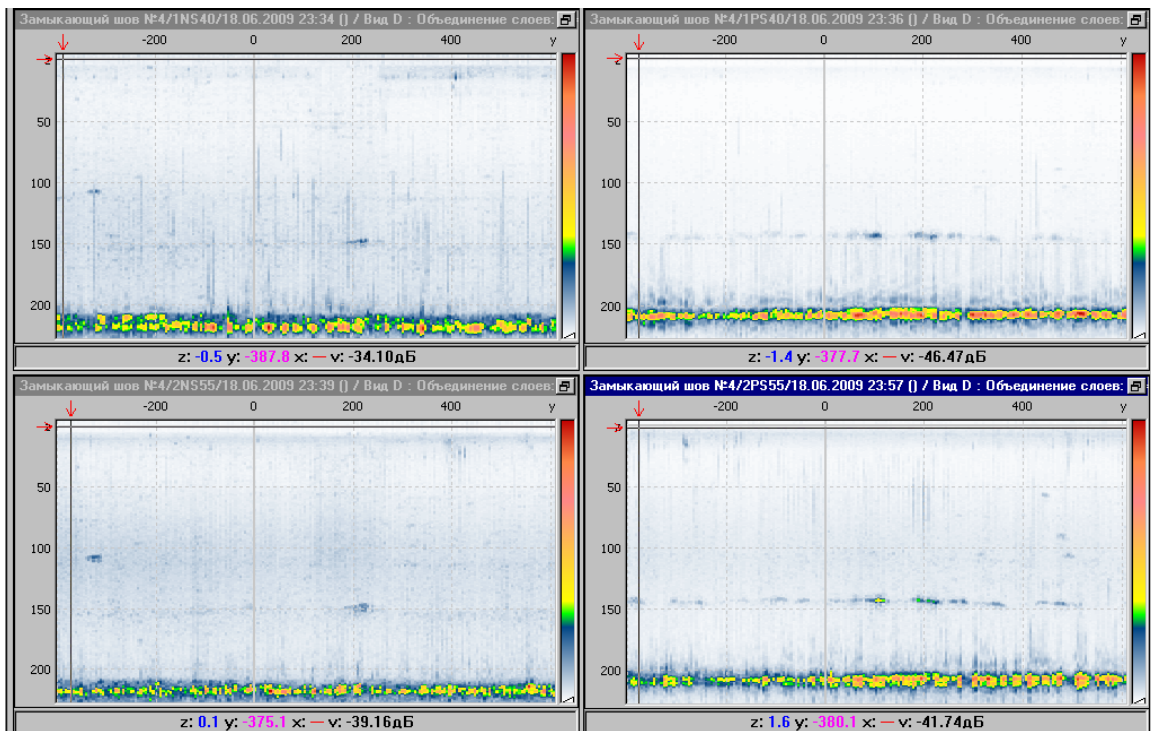 Замыкающий шов №4/1NS40/18.06.2009 23:34 () / Вид D : Объединение слоев:
-200 0 200 400 y
z
50
100
150
200
z: -0.5 y: -387.8 x: — v: -34.10дБ
Замыкающий шов №4/1PS40/18.06.2009 23:36 () / Вид D : Объединение слоев:
-200 0 200 400 y
z
50
100
150
200
z: -1.4 y: -377.7 x: — v: -46.47дБ
Замыкающий шов №4/2NS55/18.06.2009 23:39 () / Вид D : Объединение слоев:
-200 0 200 400 y
z
50
100
150
200
z: 0.1 y: -375.1 x: — v: -39.16дБ
Замыкающий шов №4/2PS55/18.06.2009 23:57 () / Вид D : Объединение слоев:
-200 0 200 400 y
50
100
150
200
z: 1.6 y: -380.1 x: — v: -41.74дБ